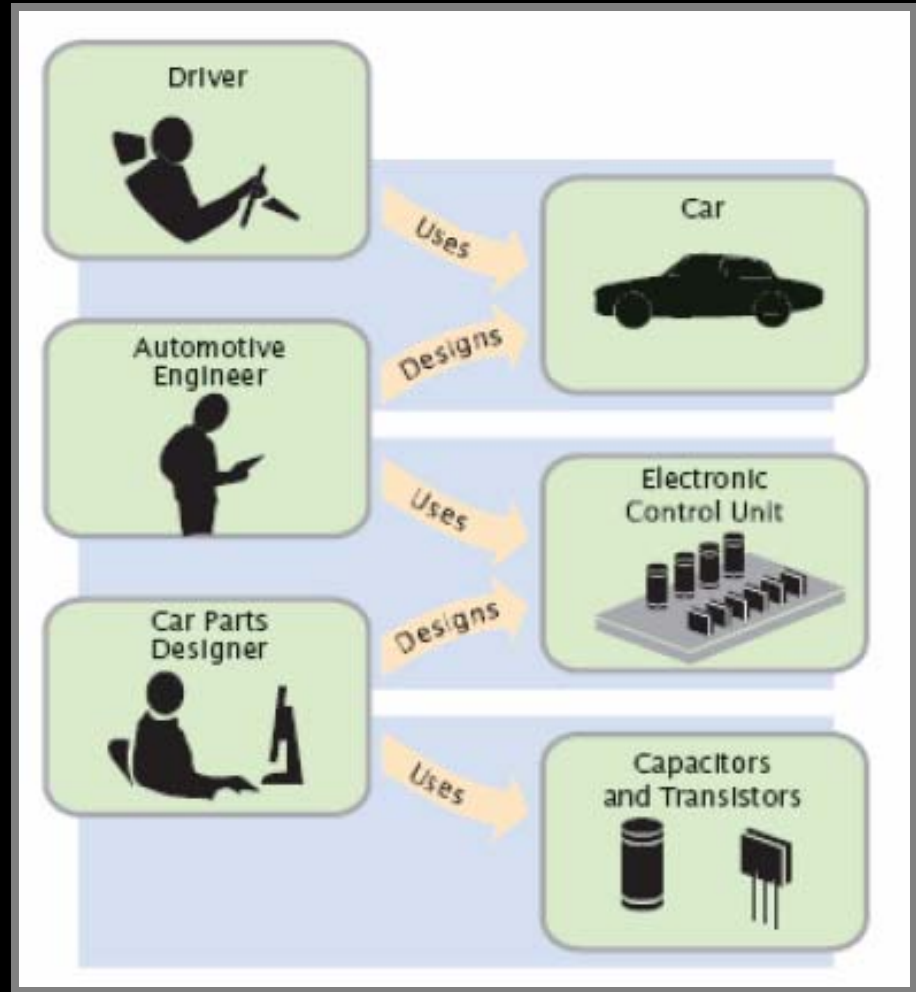 Driver
Uses
Car
Automotive
Engineer
Designs
Uses
Electronic
Control Unit
Car Parts
Designer
Designs
Uses
Capacitors
and Transistors